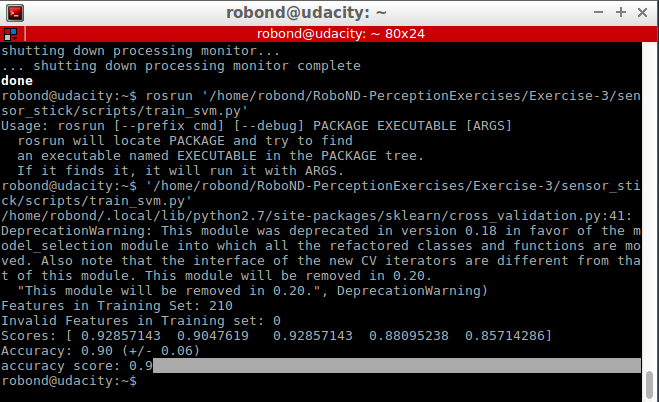 robond@udacity: ~
robond@udacity: ~ 80x24
shutting down processing monitor...
... shutting down processing monitor complete
done
robond@udacity:~$ rosrun '/home/robond/RoboND-PerceptionExercises/Exercise-3/sen
sor_stick/scripts/train_svm.py'
Usage: rosrun [--prefix cmd] [--debug] PACKAGE EXECUTABLE [ARGS]
  rosrun will locate PACKAGE and try to find
  an executable named EXECUTABLE in the PACKAGE tree.
  If it finds it, it will run it with ARGS.
robond@udacity:~$ '/home/robond/RoboND-PerceptionExercises/Exercise-3/sensor_sti
ck/scripts/train_svm.py'
/home/robond/.local/lib/python2.7/site-packages/sklearn/cross_validation.py:41:
DeprecationWarning: This module was deprecated in version 0.18 in favor of the m
odel_selection module into which all the refactored classes and functions are mo
ved. Also note that the interface of the new CV iterators are different from tha
t of this module. This module will be removed in 0.20.
  "This module will be removed in 0.20.", DeprecationWarning)
Features in Training Set: 210
Invalid Features in Training set: 0
Scores: [ 0.92857143  0.9047619   0.92857143  0.88095238  0.85714286]
Accuracy: 0.90 (+/- 0.06)
accuracy score: 0.9
robond@udacity:~$